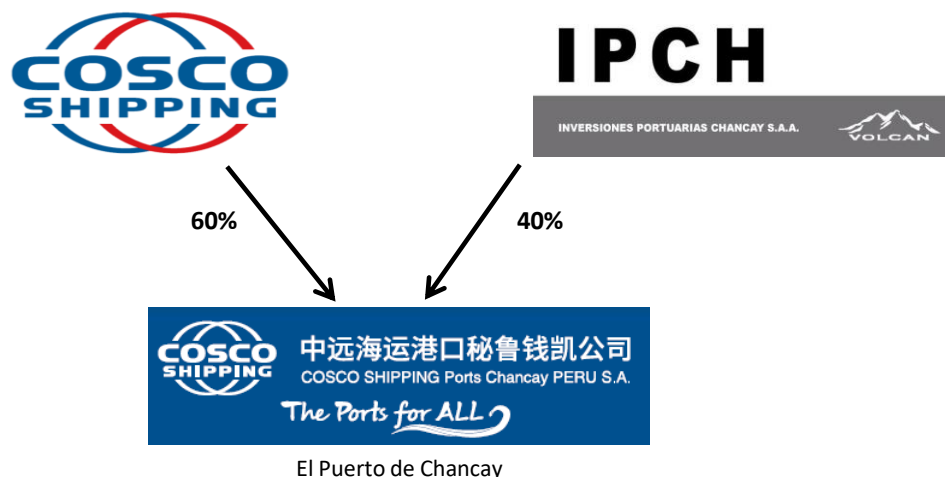 COSCO
SHIPPING
IPCH
INVERSIONES PORTUARIAS CHANCAY S.A.A.
VOLCAN
60%
40%
COSCO
SHIPPING
中远海运港口秘鲁钱凯公司
COSCO SHIPPING Ports Chancay PERU S.A.
The Ports for ALL
El Puerto de Chancay